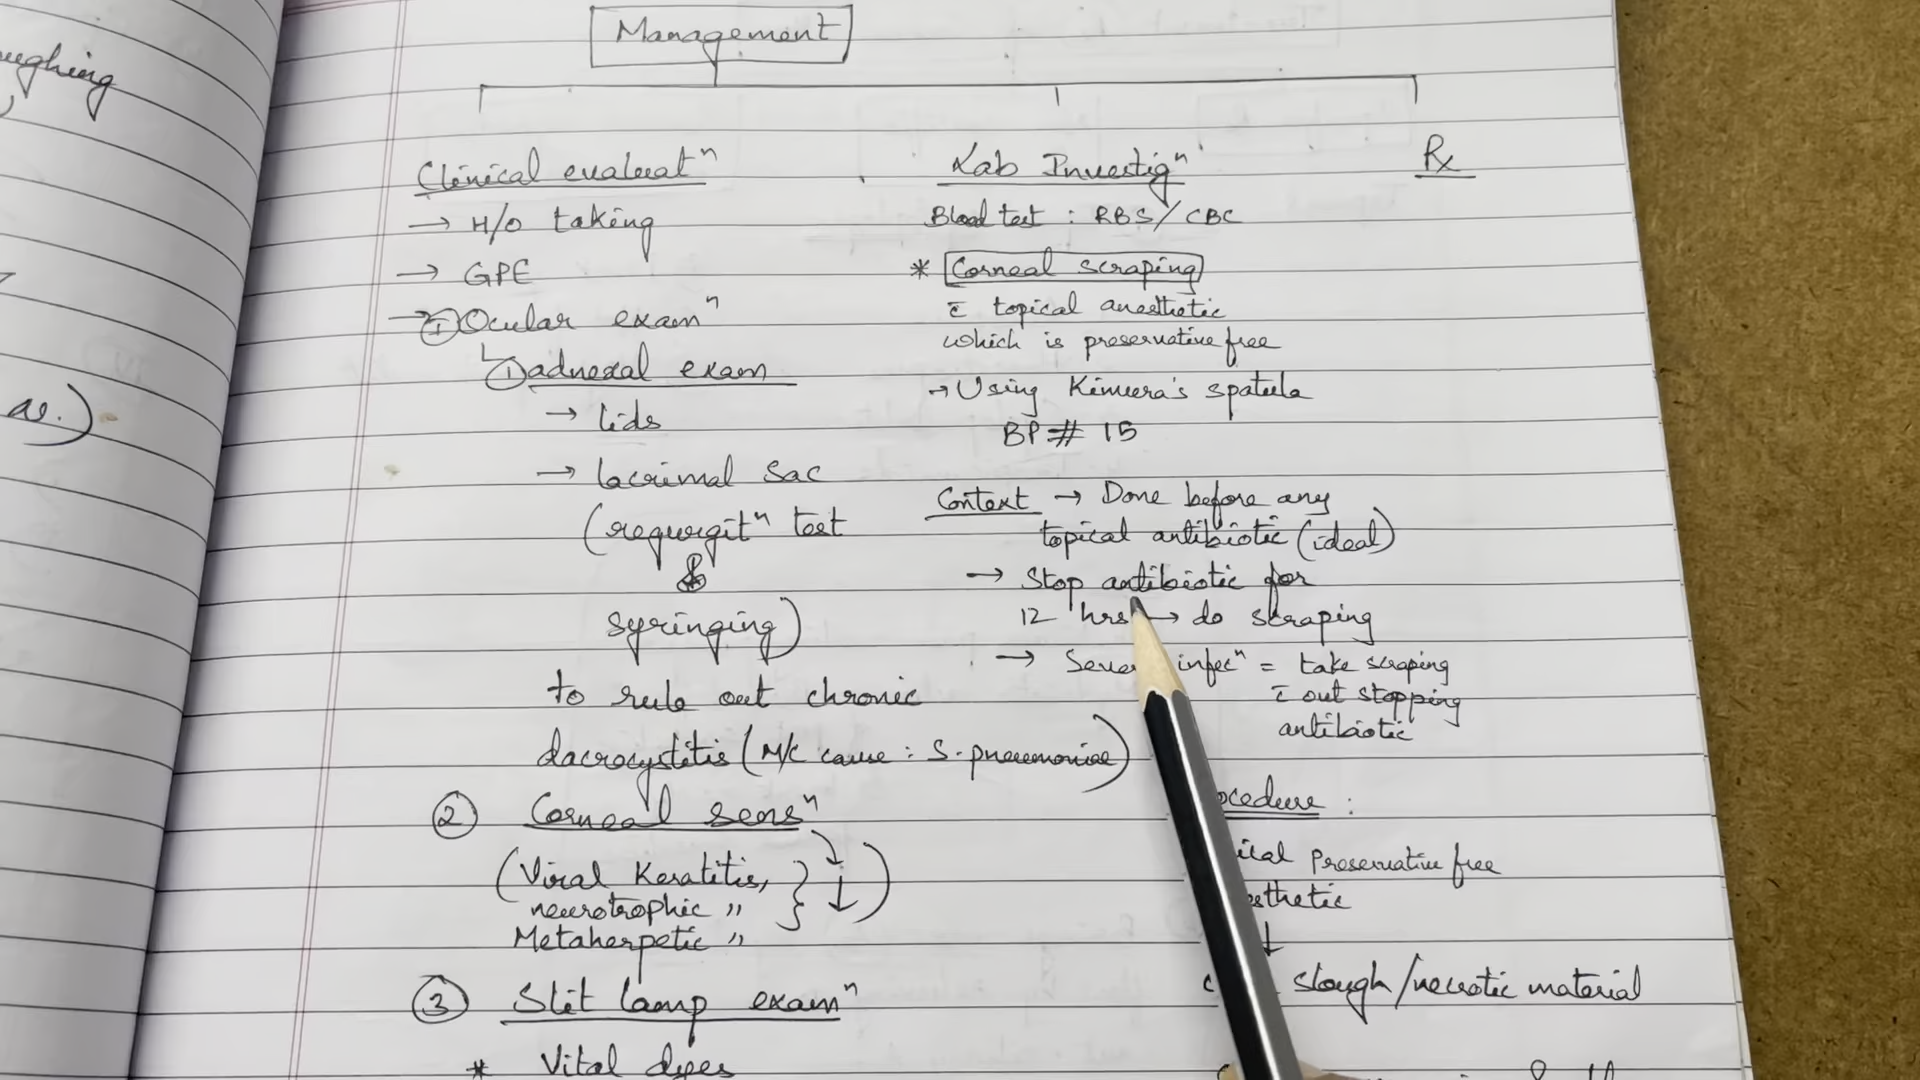 Management
Clinical evaluatⁿ
→ H/O taking
→ GPE
→ ① Ocular examⁿ
① adnexal exam
→ lids
→ lacrimal sac
(regurgitⁿ test
&
syringing)
to rule out chronic
dacrocystitis (M/C cause : S. pneumoniae)
② Corneal sensⁿ
(Viral Keratitis, } ↓)
neurotrophic "
Metaherpetic "
③ Slit lamp examⁿ
* Vital dyes
Lab Investigⁿ
Blood test : RBS / CBC
* Corneal scraping
c̄ topical anesthetic
which is preservative free
→ Using Kimura's spatula
BP # 15
Context → Done before any
topical antibiotic (ideal)
→ Stop antibiotic for
12 hrs → do scraping
→ infecⁿ = take scraping
c̄ out stopping
antibiotic
:
Preservative free
↓
slough / necrotic material
Rx
ughing